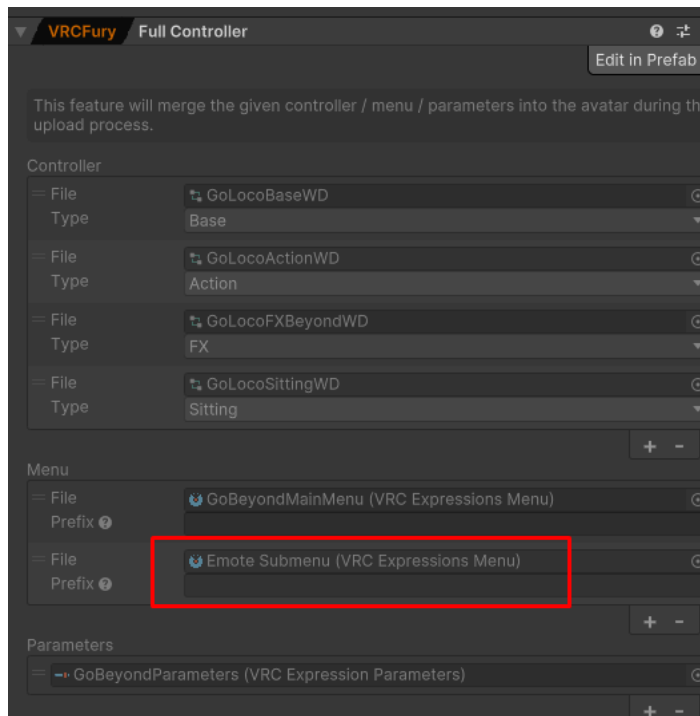 VRCFury Full Controller
Edit in Prefab
This feature will merge the given controller / menu / parameters into the avatar during th
upload process.
Controller
File GoLocoBaseWD
Type Base
File GoLocoActionWD
Type Action
File GoLocoFXBeyondWD
Type FX
File GoLocoSittingWD
Type Sitting
+ -
Menu
File GoBeyondMainMenu (VRC Expressions Menu)
Prefix
File Emote Submenu (VRC Expressions Menu)
Prefix
+ -
Parameters
GoBeyondParameters (VRC Expression Parameters)
+ -